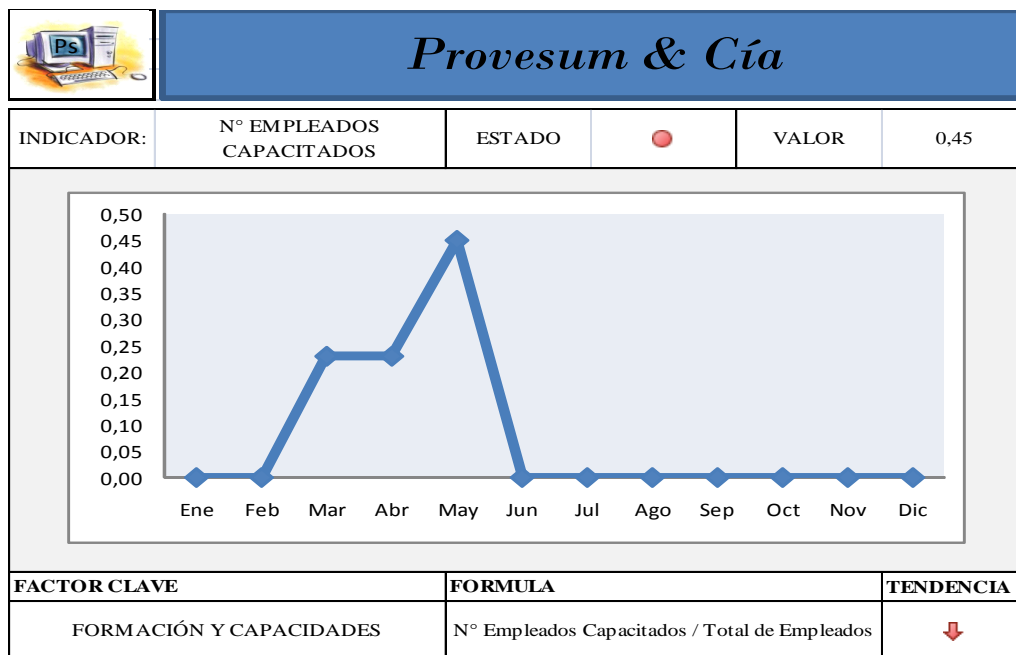 Ps
Provesum & Cía
INDICADOR:
N° EMPLEADOS
CAPACITADOS
ESTADO
VALOR
0,45
0,50
0,45
0,40
0,35
0,30
0,25
0,20
0,15
0,10
0,05
0,00
Ene Feb Mar Abr May Jun Jul Ago Sep Oct Nov Dic
FACTOR CLAVE
FORMULA
TENDENCIA
FORMACIÓN Y CAPACIDADES
N° Empleados Capacitados / Total de Empleados